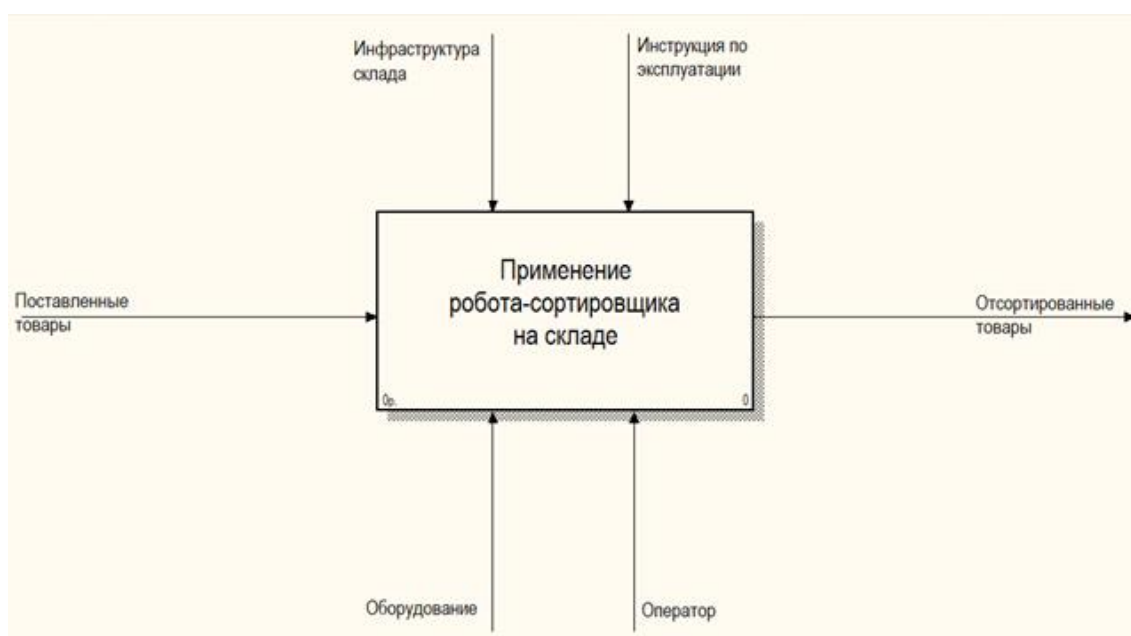 Инфраструктура
склада
Инструкция по
эксплуатации
Применение
робота-сортировщика
на складе
0р.
0
Поставленные
товары
Отсортированные
товары
Оборудование
Оператор